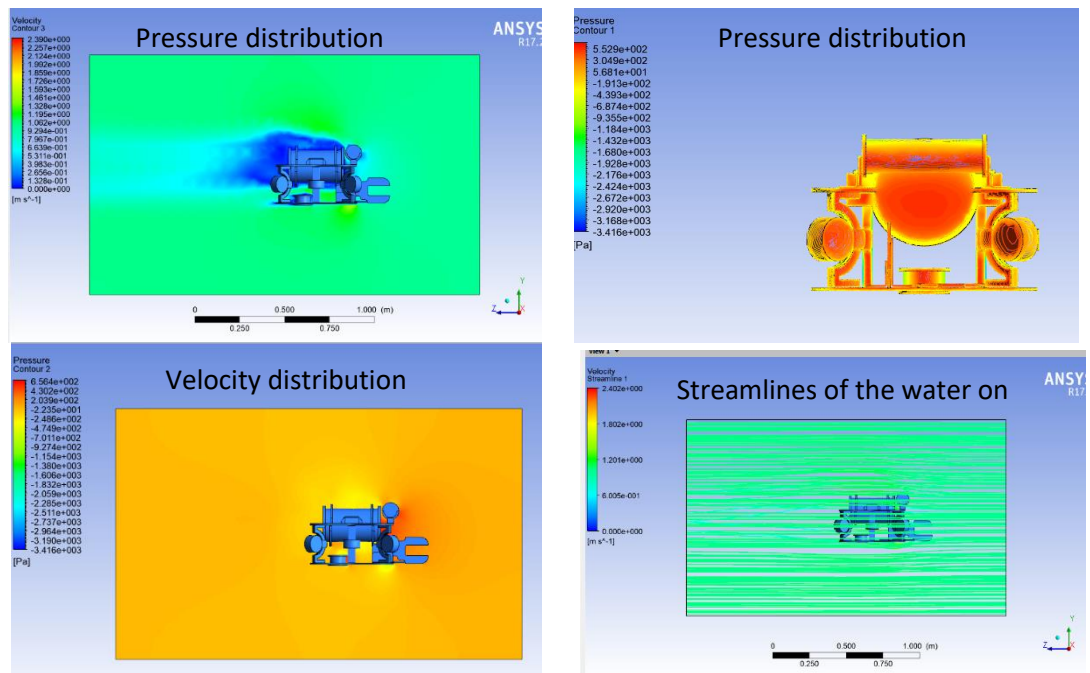 Velocity
Contour 3
2.390e+000
2.257e+000
2.124e+000
1.992e+000
1.859e+000
1.726e+000
1.593e+000
1.461e+000
1.328e+000
1.195e+000
1.062e+000
9.294e-001
7.967e-001
6.639e-001
5.311e-001
3.983e-001
2.656e-001
1.328e-001
0.000e+000
[m s^-1]
Pressure distribution
ANSYS
R17.2
0 0.500 1.000 (m)
0.250 0.750
Y
Z X
Pressure
Contour 1
5.529e+002
3.049e+002
5.681e+001
-1.913e+002
-4.393e+002
-6.874e+002
-9.355e+002
-1.184e+003
-1.432e+003
-1.680e+003
-1.928e+003
-2.176e+003
-2.424e+003
-2.672e+003
-2.920e+003
-3.168e+003
-3.416e+003
[Pa]
Pressure distribution
Pressure
Contour 2
6.564e+002
4.302e+002
2.039e+002
-2.235e+001
-2.486e+002
-4.749e+002
-7.011e+002
-9.274e+002
-1.154e+003
-1.380e+003
-1.606e+003
-1.832e+003
-2.059e+003
-2.285e+003
-2.511e+003
-2.737e+003
-2.964e+003
-3.190e+003
-3.416e+003
[Pa]
Velocity distribution
View 1
Velocity
Streamline 1
2.402e+000
1.802e+000
1.201e+000
6.005e-001
0.000e+000
[m s^-1]
Streamlines of the water on
ANSYS
R17
0 0.500 1.000 (m)
0.250 0.750
Y
Z X